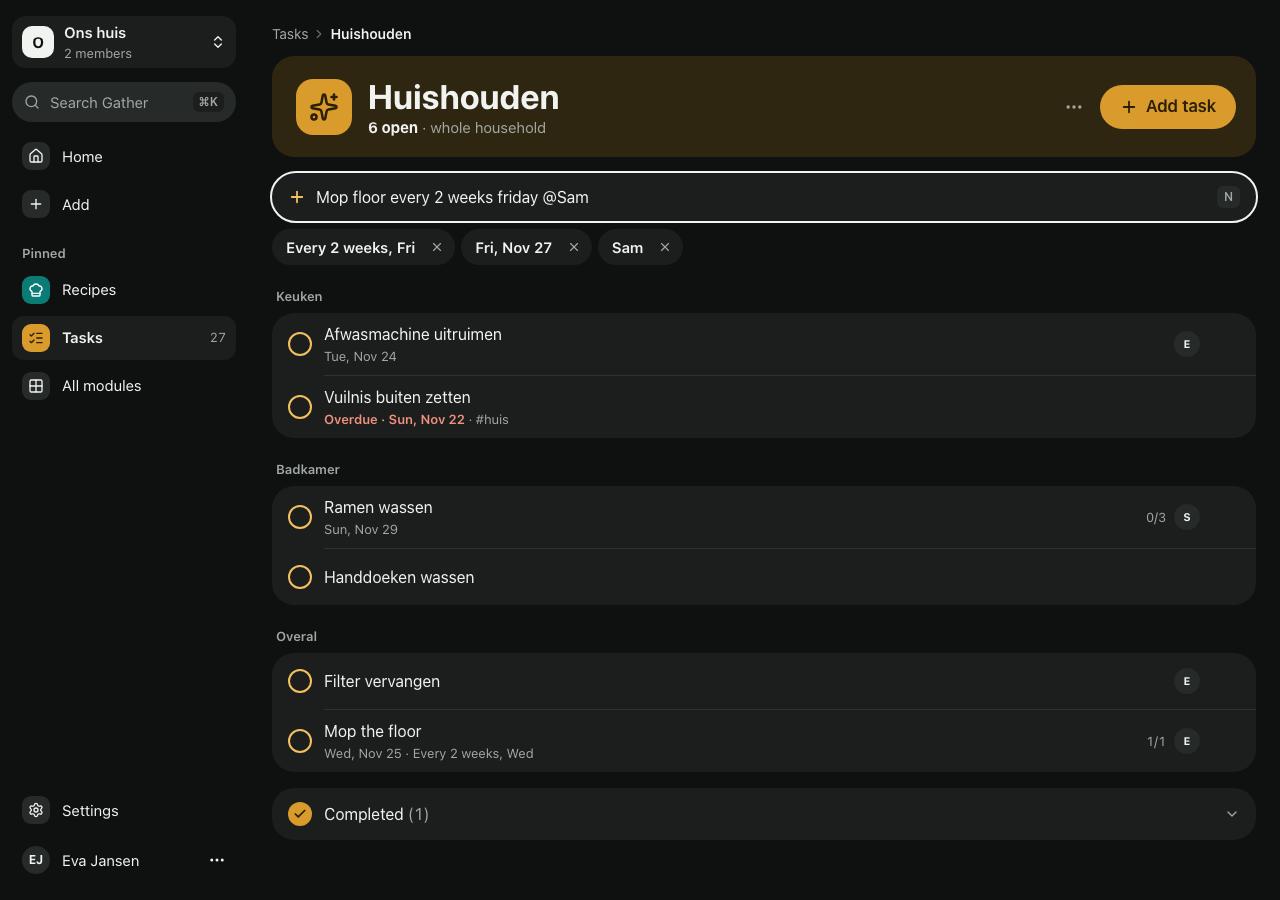 O
Ons huis
2 members
Search Gather ⌘K
Home
Add
Pinned
Recipes
Tasks 27
All modules
Settings
EJ Eva Jansen
Tasks > Huishouden
Huishouden
6 open · whole household
Add task
Mop floor every 2 weeks friday @Sam N
Every 2 weeks, Fri × Fri, Nov 27 × Sam ×
Keuken
Afwasmachine uitruimen
Tue, Nov 24
E
Vuilnis buiten zetten
Overdue · Sun, Nov 22 · #huis
Badkamer
Ramen wassen
Sun, Nov 29
0/3 S
Handdoeken wassen
Overal
Filter vervangen
E
Mop the floor
Wed, Nov 25 · Every 2 weeks, Wed
1/1 E
Completed (1)